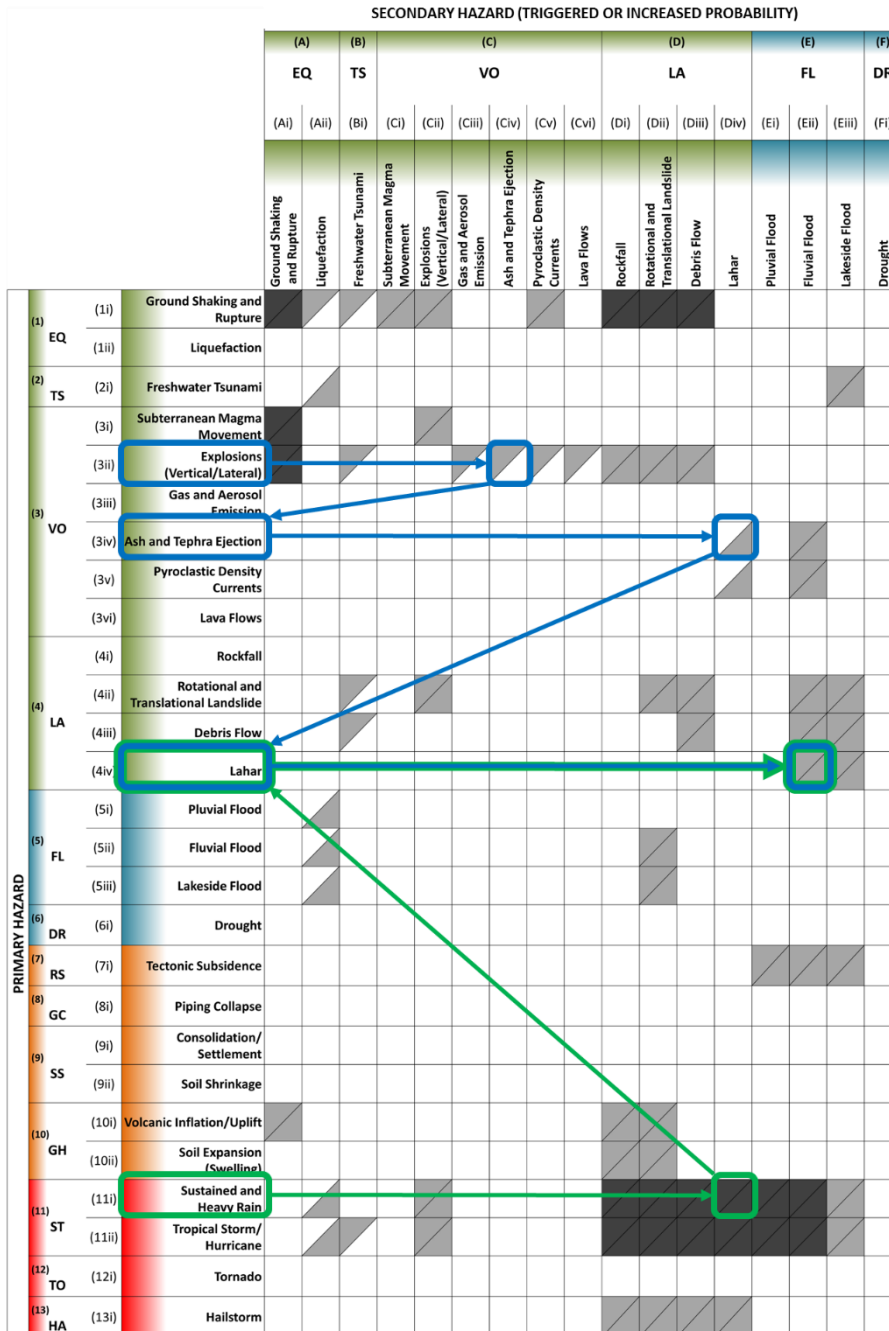 SECONDARY HAZARD (TRIGGERED OR INCREASED PROBABILITY)
(A) (B) (C) (D) (E) (F)
EQ TS VO LA FL DR
(Ai) (Aii) (Bi) (Ci) (Cii) (Ciii) (Civ) (Cv) (Cvi) (Di) (Dii) (Diii) (Div) (Ei) (Eii) (Eiii) (Fi)
Ground Shaking
and Rupture
Liquefaction
Freshwater Tsunami
Subterranean Magma
Movement
Explosions
(Vertical/Lateral)
Gas and Aerosol
Emission
Ash and Tephra Ejection
Pyroclastic Density
Currents
Lava Flows
Rockfall
Rotational and
Translational Landslide
Debris Flow
Lahar
Pluvial Flood
Fluvial Flood
Lakeside Flood
Drought
PRIMARY HAZARD
(1) EQ
(1i) Ground Shaking and
Rupture
(1ii) Liquefaction
(2) TS
(2i) Freshwater Tsunami
(3) VO
(3i) Subterranean Magma
Movement
(3ii) Explosions
(Vertical/Lateral)
(3iii) Gas and Aerosol
Emission
(3iv) Ash and Tephra Ejection
(3v) Pyroclastic Density
Currents
(3vi) Lava Flows
(4) LA
(4i) Rockfall
(4ii) Rotational and
Translational Landslide
(4iii) Debris Flow
(4iv) Lahar
(5) FL
(5i) Pluvial Flood
(5ii) Fluvial Flood
(5iii) Lakeside Flood
(6) DR
(6i) Drought
(7) RS
(7i) Tectonic Subsidence
(8) GC
(8i) Piping Collapse
(9) SS
(9i) Consolidation/
Settlement
(9ii) Soil Shrinkage
(10) GH
(10i) Volcanic Inflation/Uplift
(10ii) Soil Expansion
(Swelling)
(11) ST
(11i) Sustained and
Heavy Rain
(11ii) Tropical Storm/
Hurricane
(12) TO
(12i) Tornado
(13) HA
(13i) Hailstorm